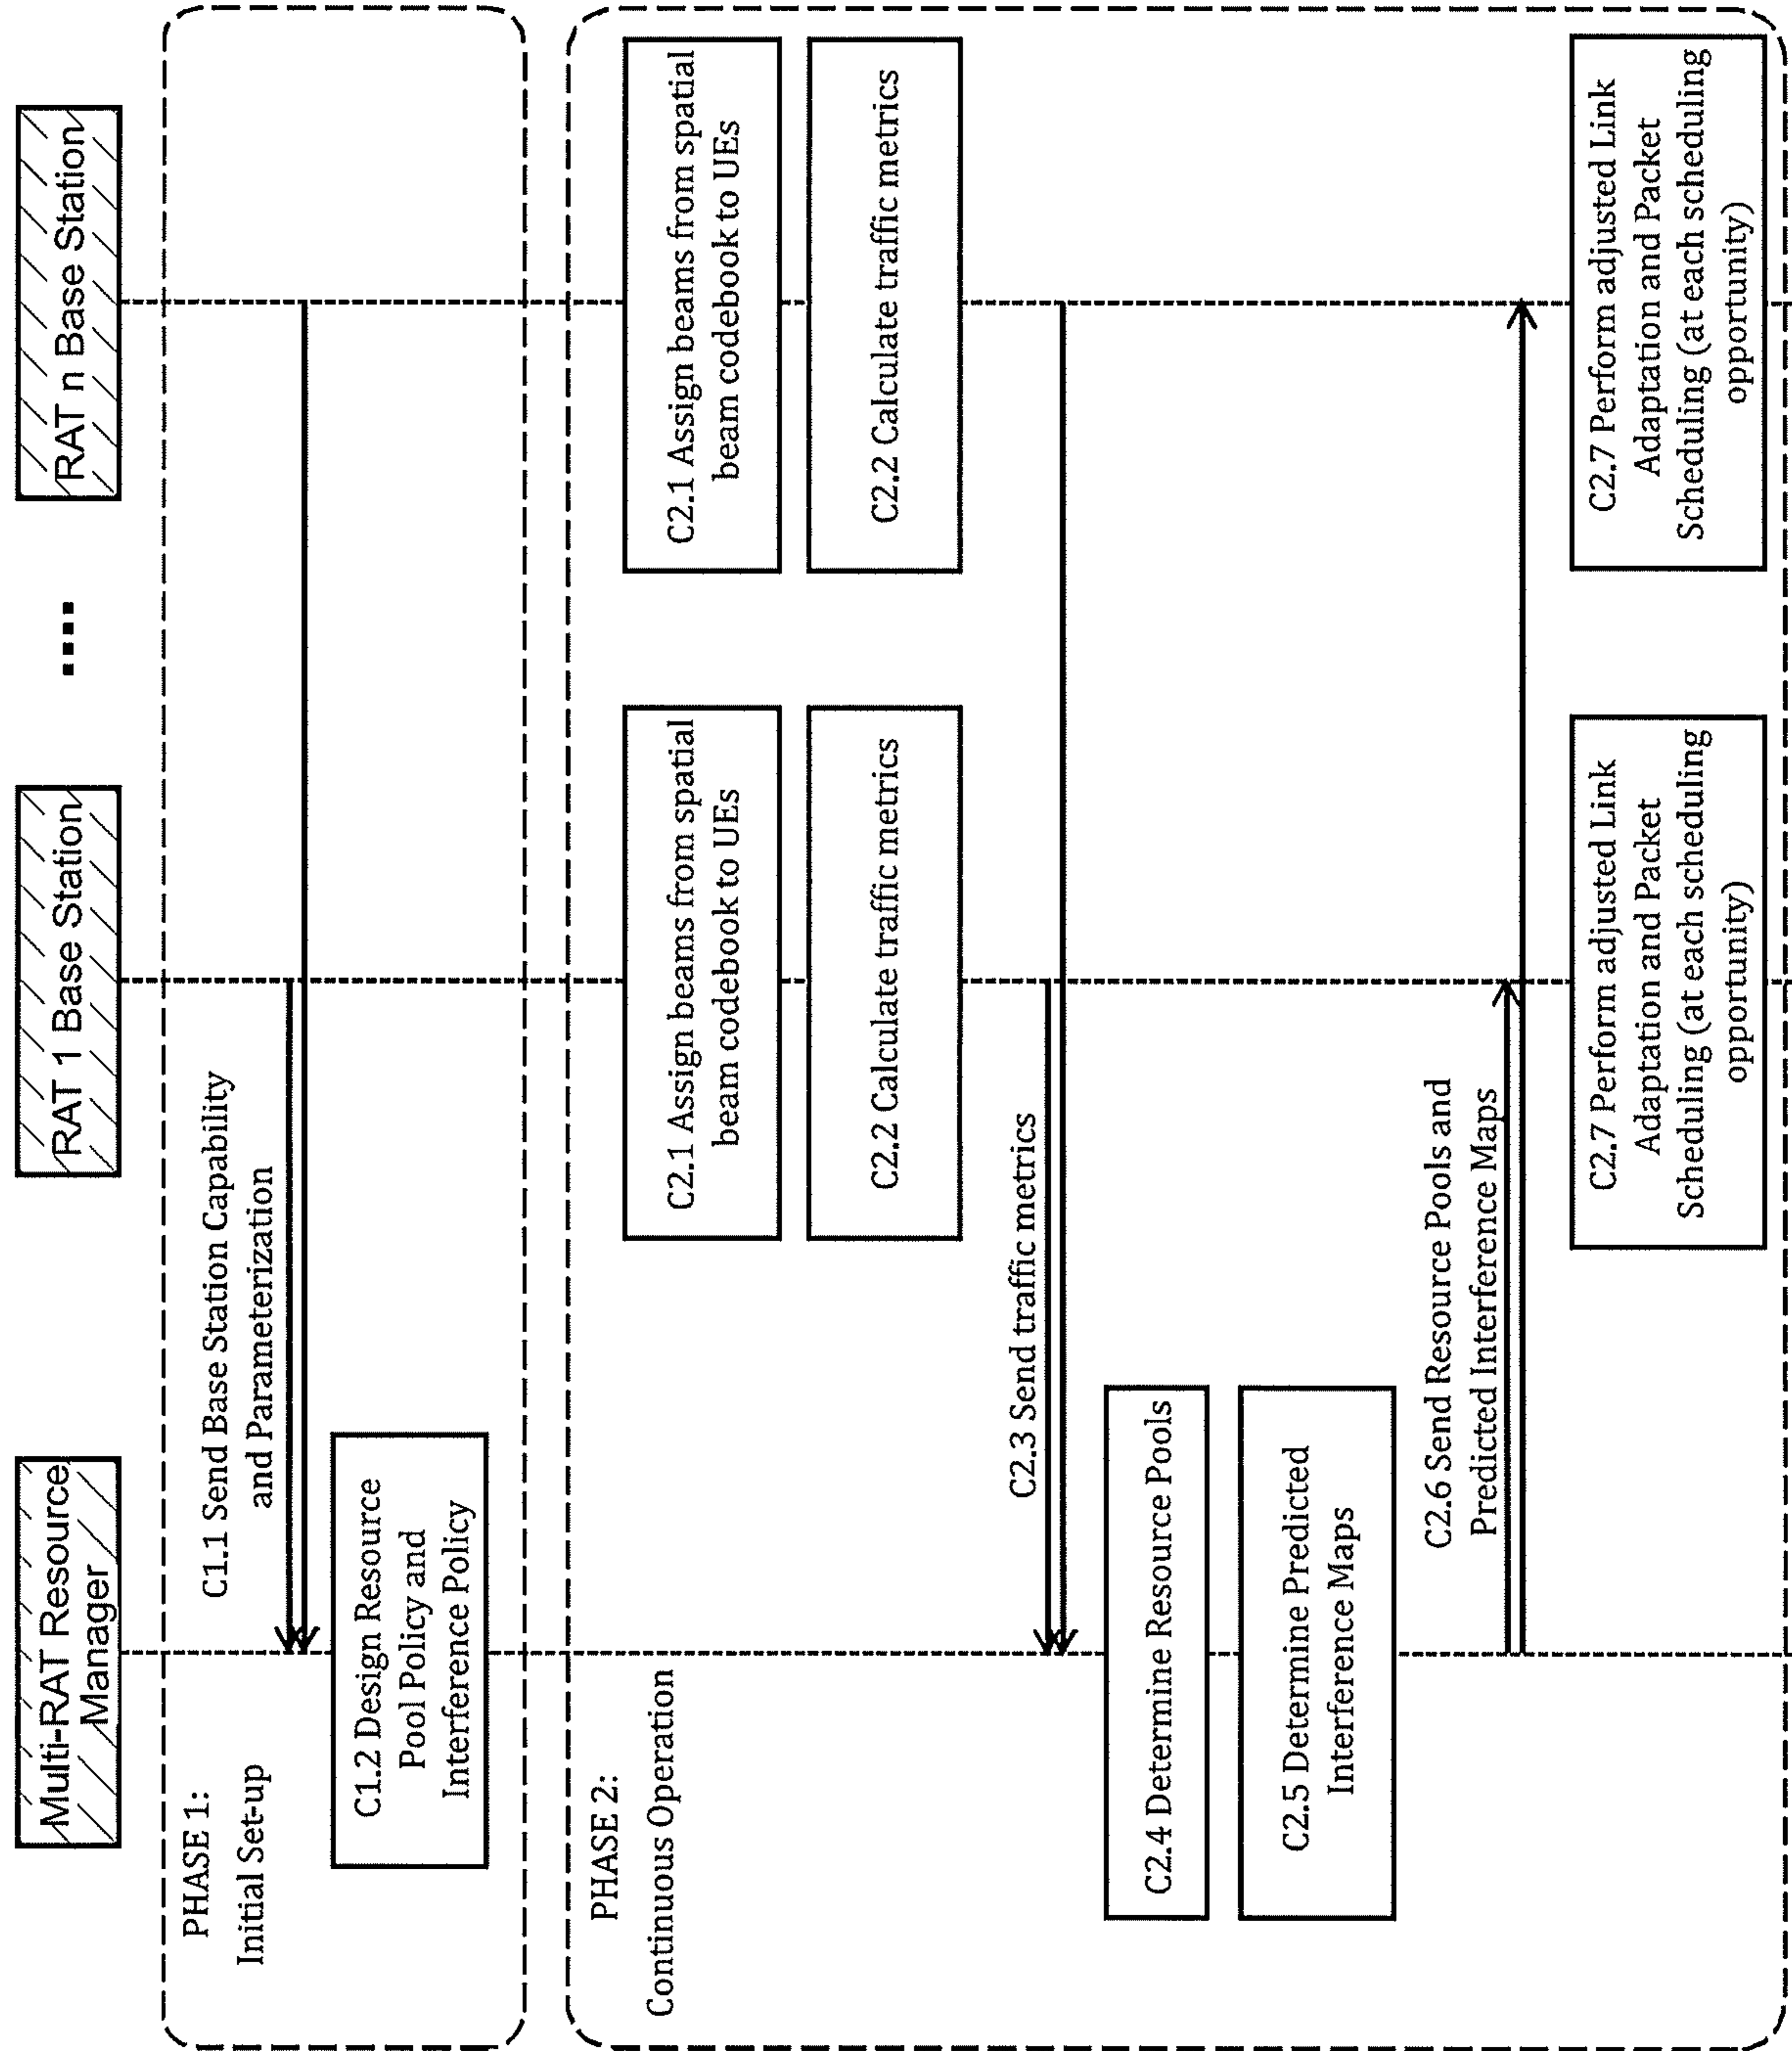 Multi-RAT Resource
Manager
RAT 1 Base Station
....
RAT n Base Station
PHASE 1:
Initial Set-up
C1.1 Send Base Station Capability
and Parameterization
C1.2 Design Resource
Pool Policy and
Interference Policy
PHASE 2:
Continuous Operation
C2.1 Assign beams from spatial
beam codebook to UEs
C2.1 Assign beams from spatial
beam codebook to UEs
C2.2 Calculate traffic metrics
C2.2 Calculate traffic metrics
C2.3 Send traffic metrics
C2.4 Determine Resource Pools
C2.5 Determine Predicted
Interference Maps
C2.6 Send Resource Pools and
Predicted Interference Maps
C2.7 Perform adjusted Link
Adaptation and Packet
Scheduling (at each scheduling
opportunity)
C2.7 Perform adjusted Link
Adaptation and Packet
Scheduling (at each scheduling
opportunity)